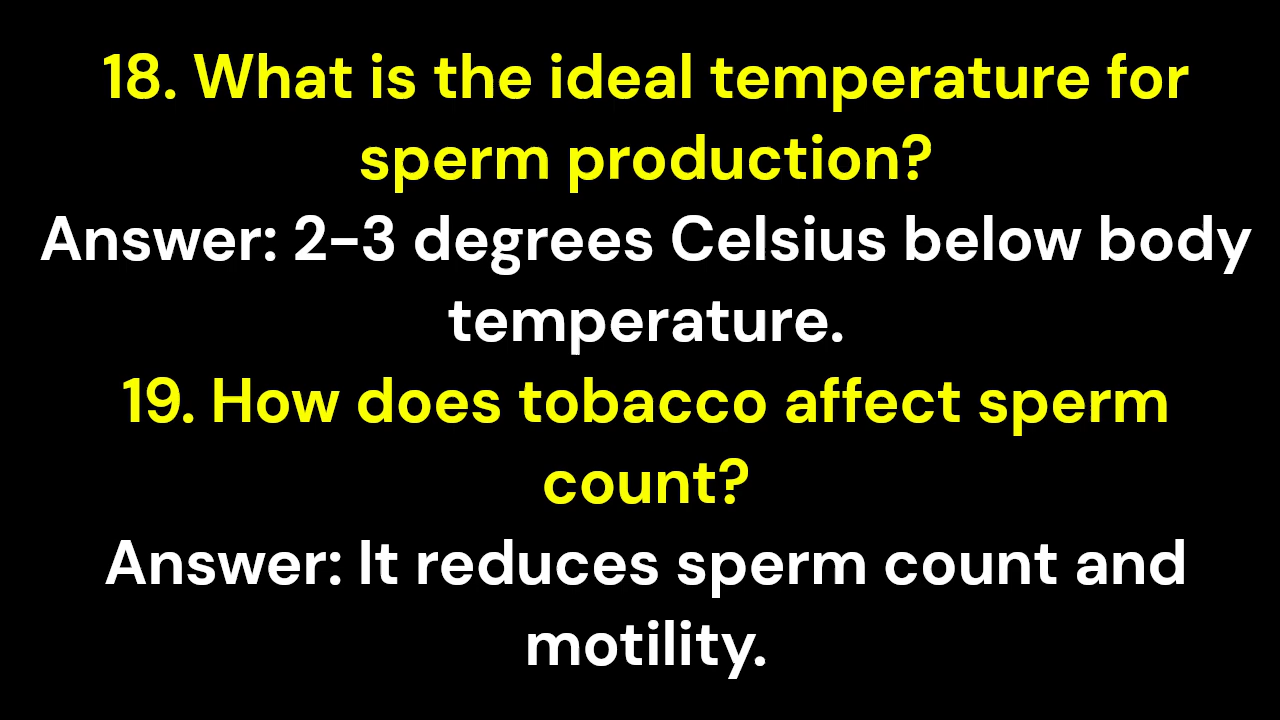 18. What is the ideal temperature for
sperm production?
Answer: 2–3 degrees Celsius below body
temperature.
19. How does tobacco affect sperm
count?
Answer: It reduces sperm count and
motility.